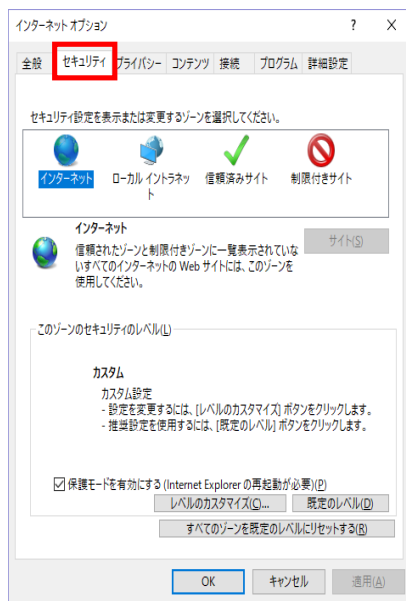 インターネット オプション ? X
全般 セキュリティ プライバシー コンテンツ 接続 プログラム 詳細設定
セキュリティ設定を表示または変更するゾーンを選択してください。
インターネット ローカル イントラネッ 信頼済みサイト 制限付きサイト
ト
インターネット
サイト(S)
信頼されたゾーンと制限付きゾーンに一覧表示されていな
いすべてのインターネットの Web サイトには、このゾーンを
使用してください。
このゾーンのセキュリティのレベル(L)
カスタム
カスタム設定
- 設定を変更するには、[レベルのカスタマイズ] ボタンをクリックします。
- 推奨設定を使用するには、[既定のレベル] ボタンをクリックします。
保護モードを有効にする (Internet Explorer の再起動が必要)(P)
レベルのカスタマイズ(C)... 既定のレベル(D)
すべてのゾーンを既定のレベルにリセットする(R)
OK キャンセル 適用(A)